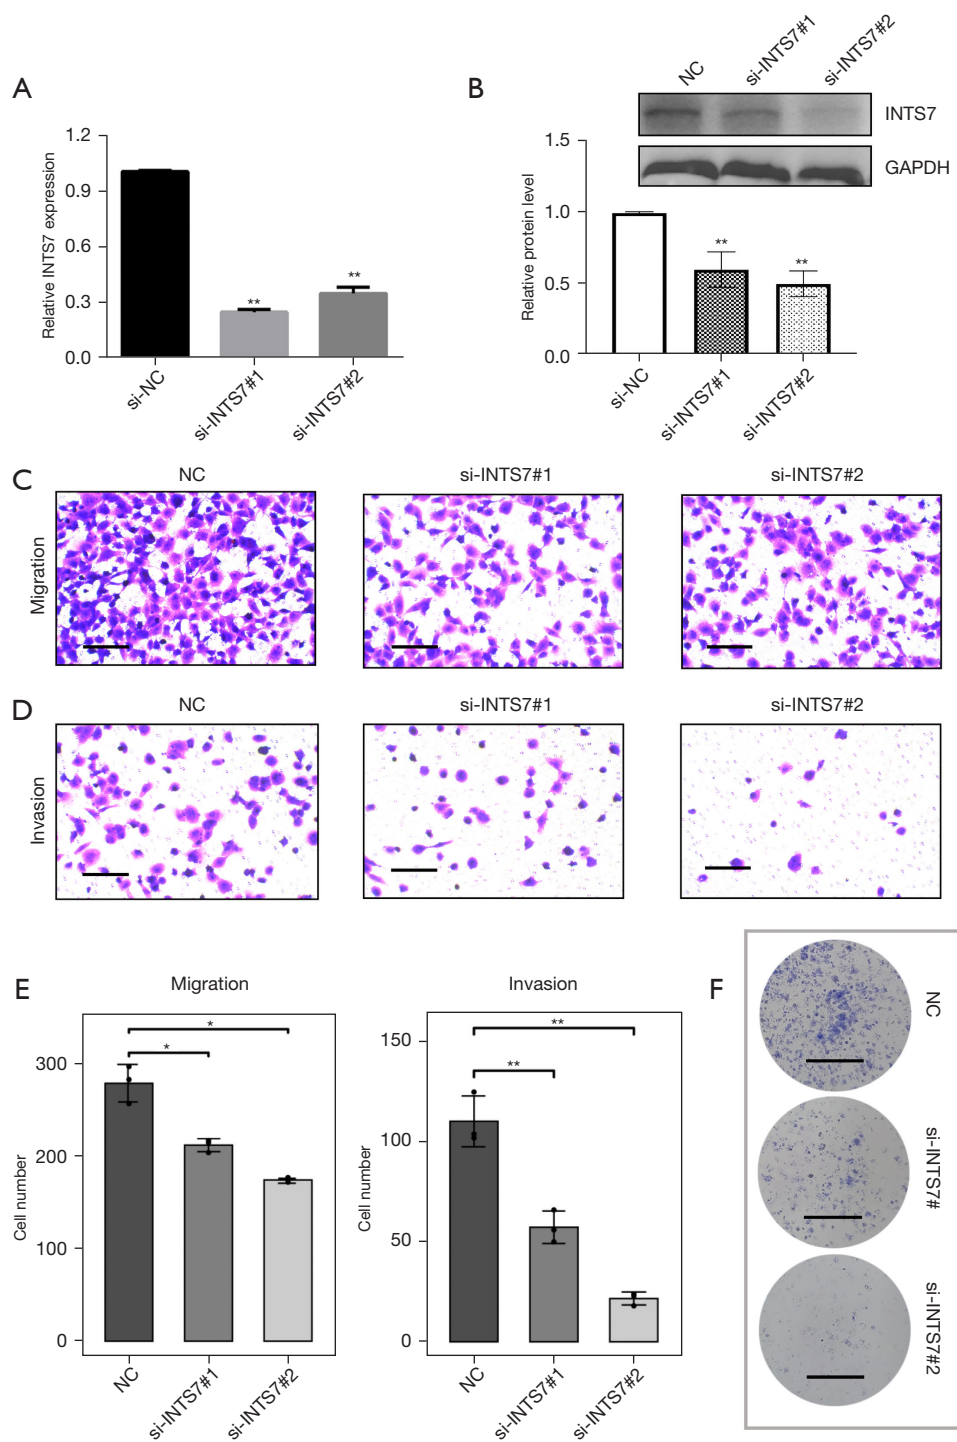 A
Relative INTS7 expression
1.2
0.9
0.6
0.3
0.0
**
**
si-NC
si-INTS7#1
si-INTS7#2
B
NC
si-INTS7#1
si-INTS7#2
INTS7
GAPDH
Relative protein level
1.5
1.0
0.5
0.0
**
**
si-NC
si-INTS7#1
si-INTS7#2
C
NC
si-INTS7#1
si-INTS7#2
Migration
D
NC
si-INTS7#1
si-INTS7#2
Invasion
E
Migration
Cell number
300
200
100
0
*
*
NC
si-INTS7#1
si-INTS7#2
Invasion
Cell number
150
100
50
0
**
**
NC
si-INTS7#1
si-INTS7#2
F
NC
si-INTS7#
si-INTS7#2